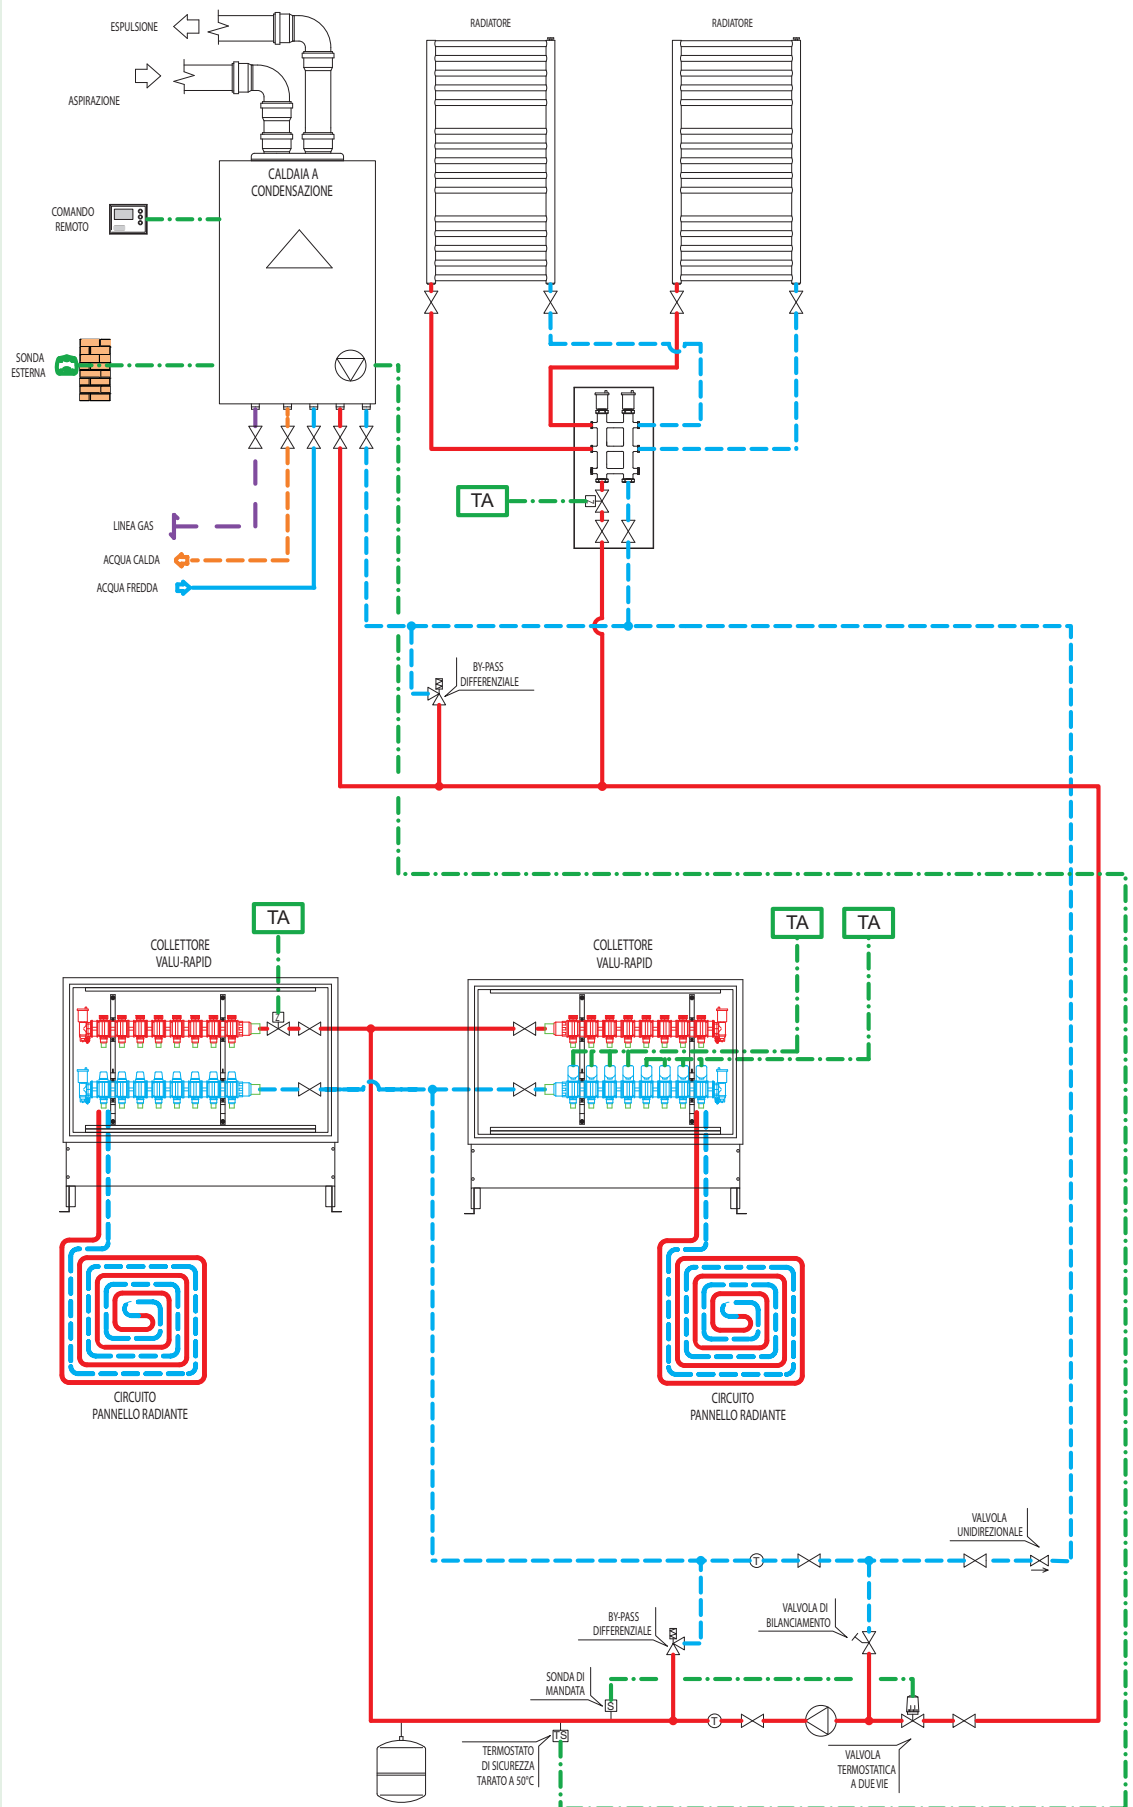 ESPULSIONE
RADIATORE
RADIATORE
ASPIRAZIONE
CALDAIA A
CONDENSAZIONE
COMANDO
REMOTO
SONDA
ESTERNA
TA
LINEA GAS
ACQUA CALDA
ACQUA FREDDA
BY-PASS
DIFFERENZIALE
TA
TA
TA
COLLETTORE
VALU-RAPID
COLLETTORE
VALU-RAPID
CIRCUITO
PANNELLO RADIANTE
CIRCUITO
PANNELLO RADIANTE
VALVOLA
UNIDIREZIONALE
T
VALVOLA DI
BILANCIAMENTO
BY-PASS
DIFFERENZIALE
SONDA DI
MANDATA
S
T
TS
TERMOSTATO
DI SICUREZZA
TARATO A 50°C
VALVOLA
TERMOSTATICA
A DUE VIE